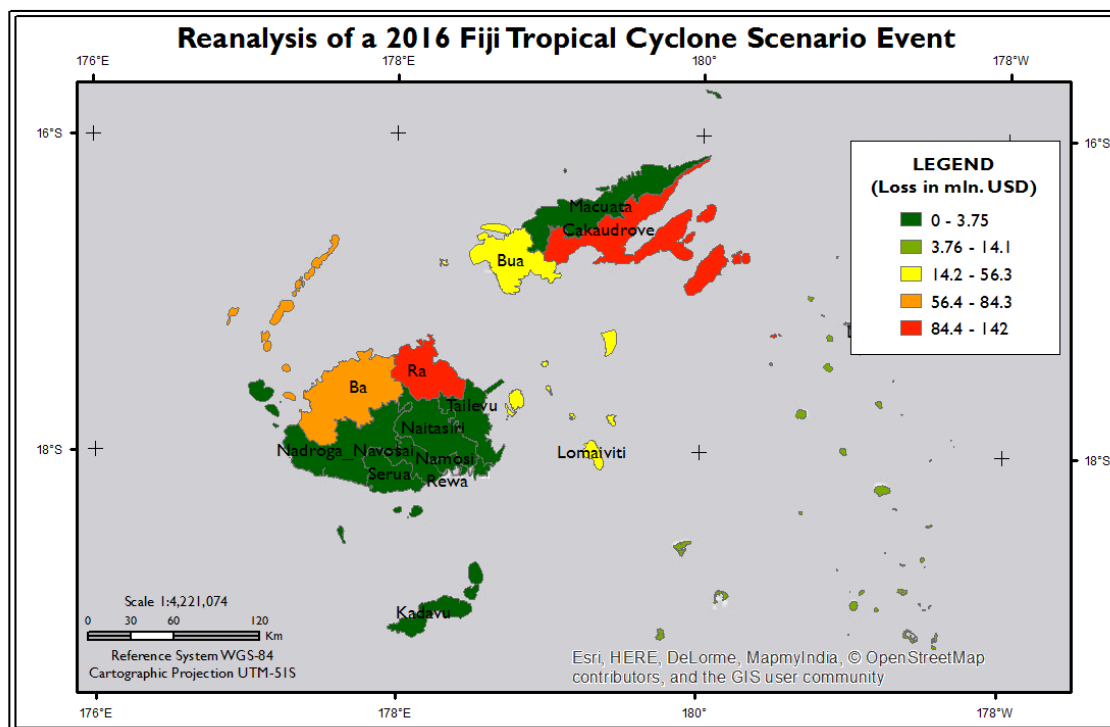 Reanalysis of a 2016 Fiji Tropical Cyclone Scenario Event
176°E 178°E 180° 178°W
16°S 16°S
LEGEND
(Loss in mln. USD)
0 - 3.75
3.76 - 14.1
14.2 - 56.3
56.4 - 84.3
84.4 - 142
Macuata
Cakaudrove
Bua
Ra
Ba
Tailevu
Naitasiri
Nadroga_Navosai Namosi Lomaiviti
18°S 18°S
Serua
Rewa
Kadavu
Scale 1:4,221,074
0 30 60 120
Km
Reference System WGS-84
Cartographic Projection UTM-51S
Esri, HERE, DeLorme, MapmyIndia, © OpenStreetMap
contributors, and the GIS user community
176°E 178°E 180° 178°W